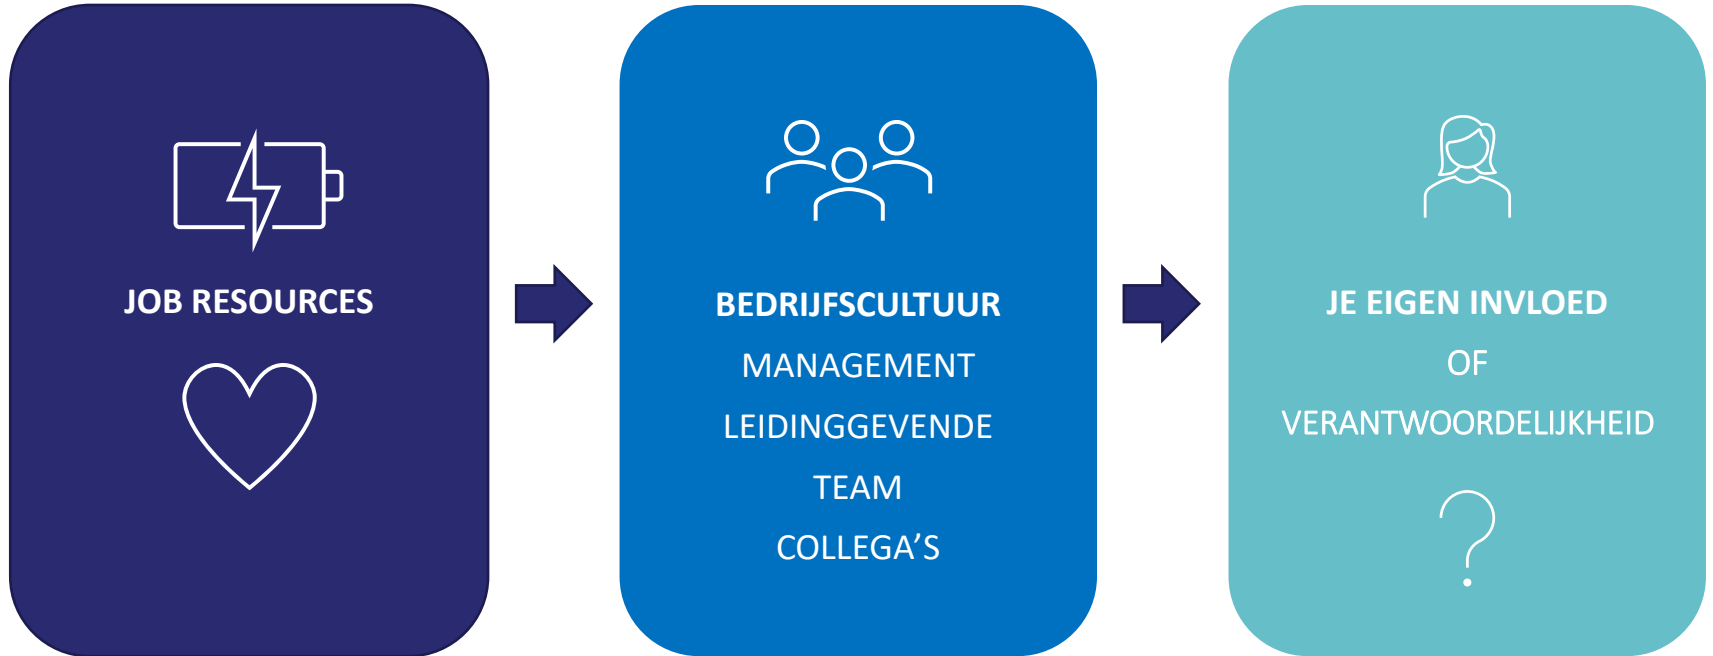 JOB RESOURCES
BEDRIJFSCULTUUR
MANAGEMENT
LEIDINGGEVENDE
TEAM
COLLEGA’S
JE EIGEN INVLOED
OF
VERANTWOORDELIJKHEID
?